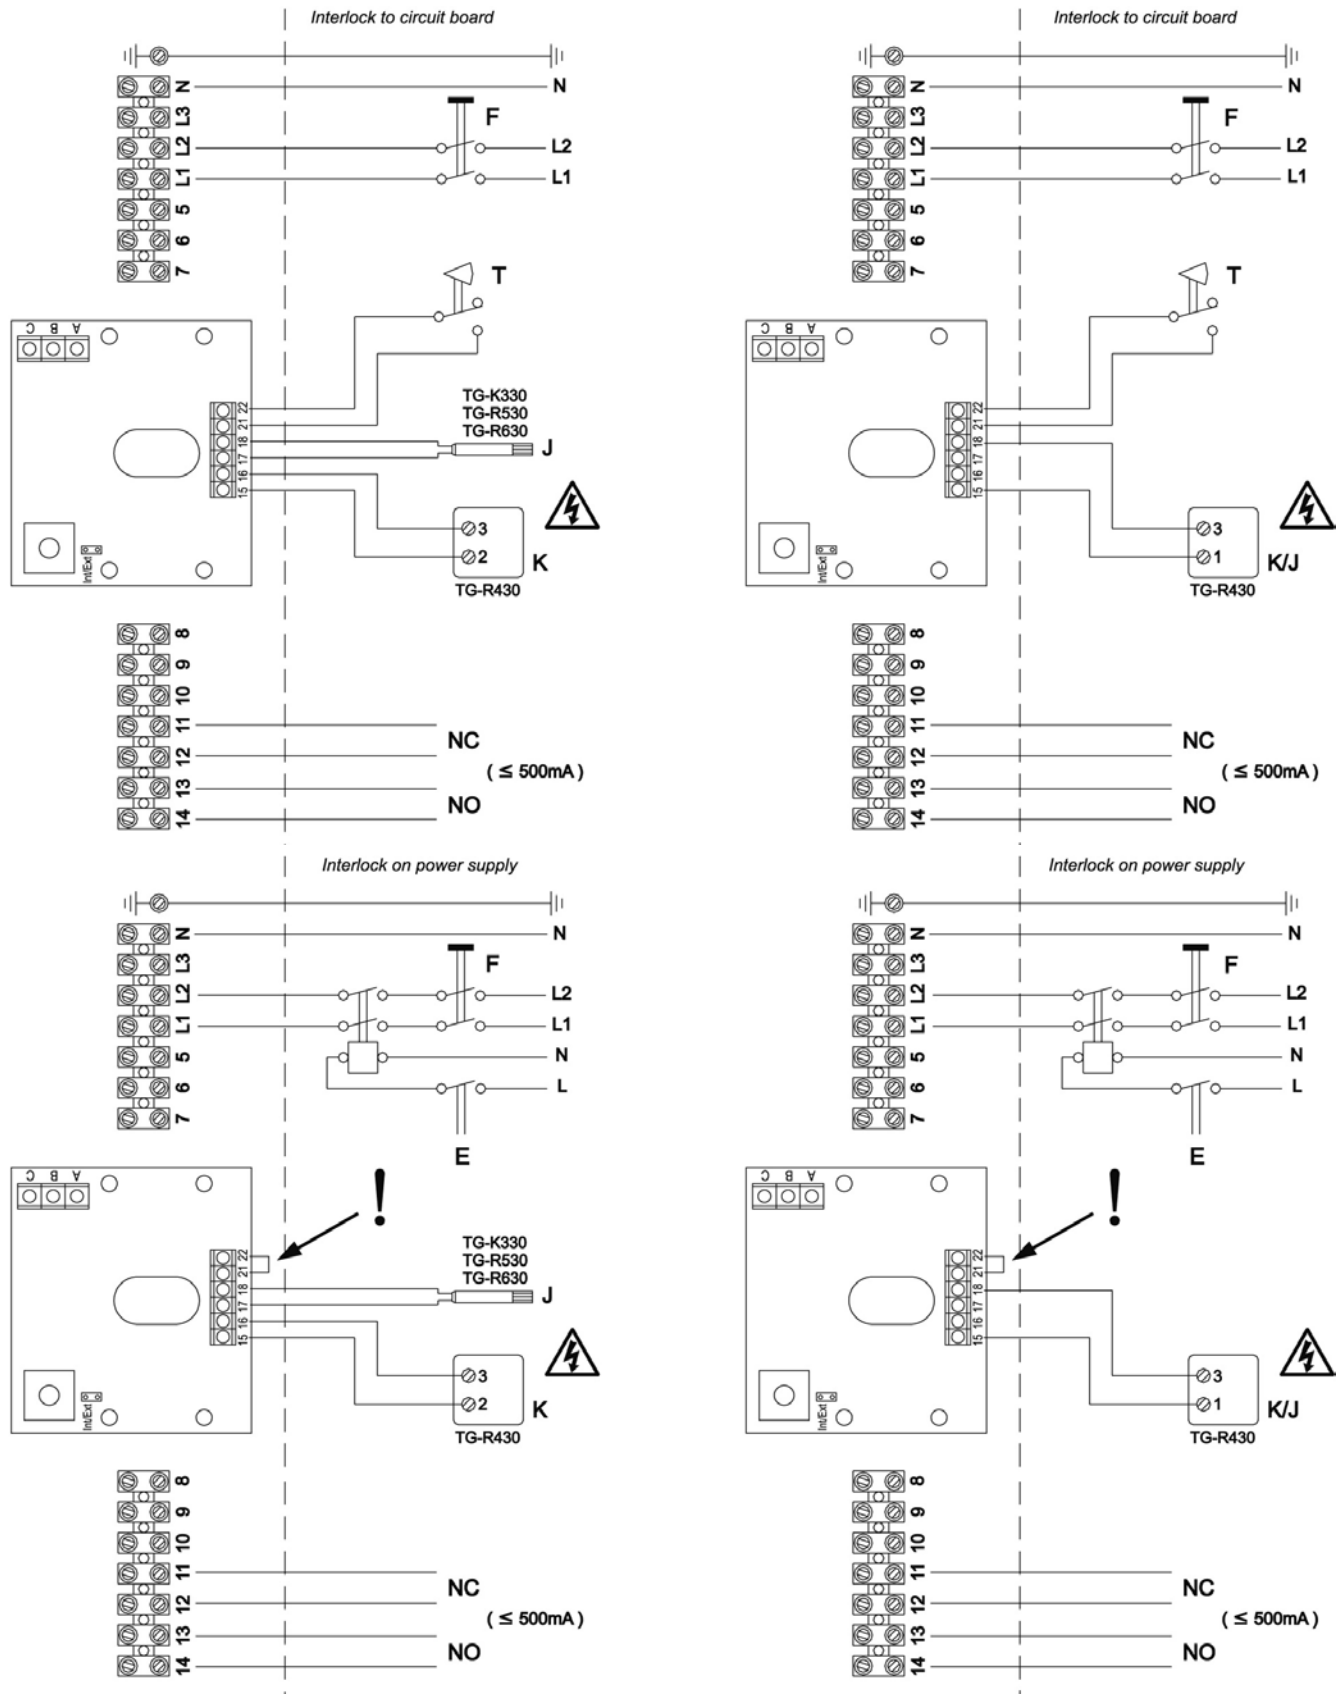 Interlock to circuit board
N
N
L3
F
L2
L2
L1
L1
5
6
7
T
C B A
22
21
18
17
16
15
TG-K330
TG-R530
TG-R630
J
3
2
K
TG-R430
Int/Ext
8
9
10
11
NC
12
( ≤ 500mA )
13
NO
14
Interlock to circuit board
N
N
L3
F
L2
L2
L1
L1
5
6
7
T
C B A
22
21
18
17
16
15
3
1
K/J
TG-R430
Int/Ext
8
9
10
11
NC
12
( ≤ 500mA )
13
NO
14
Interlock on power supply
N
N
L3
F
L2
L2
L1
L1
5
N
6
L
7
E
!
C B A
22
21
18
17
16
15
TG-K330
TG-R530
TG-R630
J
3
2
K
TG-R430
Int/Ext
8
9
10
11
NC
12
( ≤ 500mA )
13
NO
14
Interlock on power supply
N
N
L3
F
L2
L2
L1
L1
5
N
6
L
7
E
!
C B A
22
21
18
17
16
15
3
1
K/J
TG-R430
Int/Ext
8
9
10
11
NC
12
( ≤ 500mA )
13
NO
14